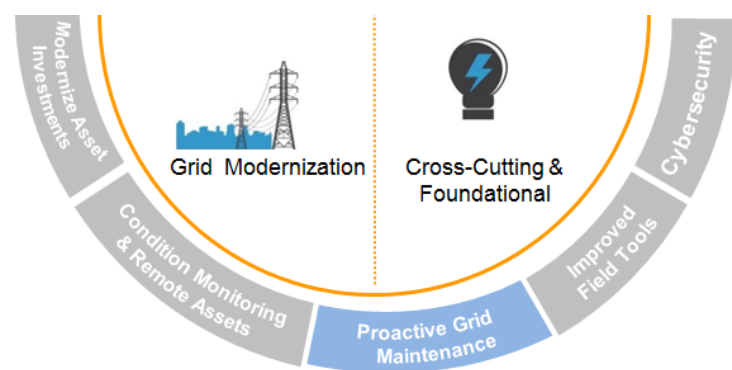 Modernize Asset
Investments
Grid Modernization
Cross-Cutting &
Foundational
Cybersecurity
Condition Monitoring
& Remote Assets
Proactive Grid
Maintenance
Improved
Field Tools